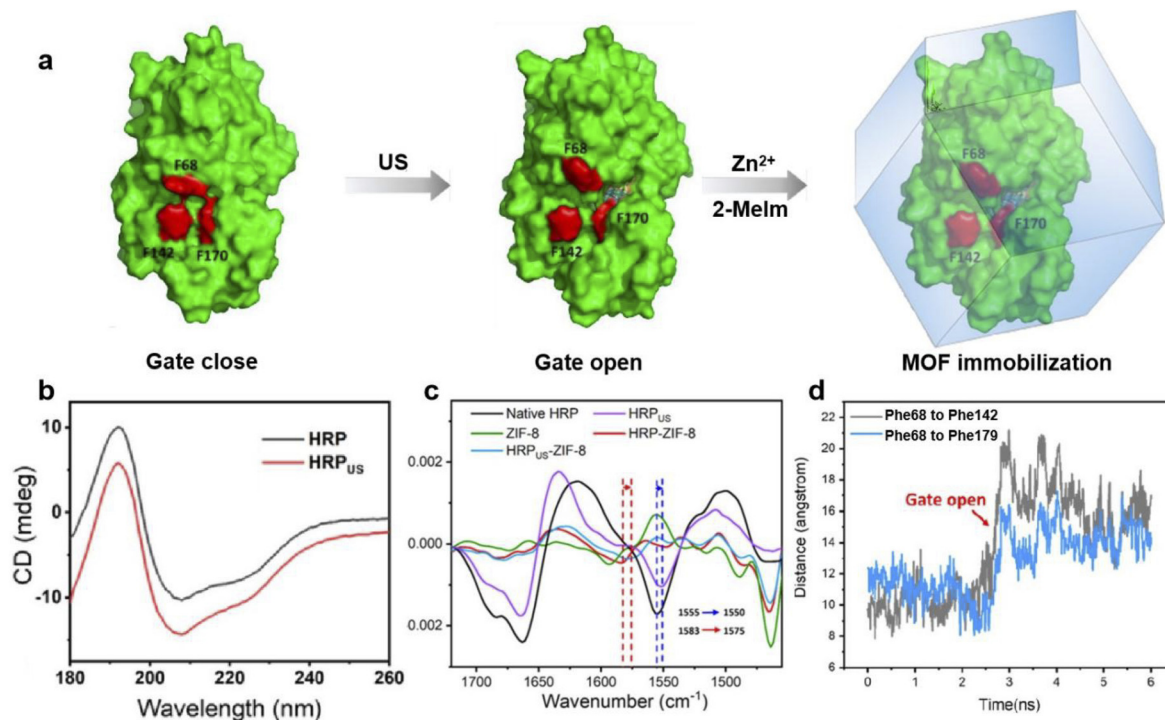 a
F68
F142
F170
US
F68
F142
F170
Zn²⁺
2-MeIm
F68
F142
F170
Gate close
Gate open
MOF immobilization
b
CD (mdeg)
10
0
-10
HRP
HRP_US
180 200 220 240 260
Wavelength (nm)
c
Native HRP
HRP_US
ZIF-8
HRP-ZIF-8
HRP_US-ZIF-8
0.002
0.000
0.002
1555 → 1550
1583 → 1575
1700 1650 1600 1550 1500
Wavenumber (cm⁻¹)
d
Phe68 to Phe142
Phe68 to Phe179
Gate open
Distance (angstrom)
22
20
18
16
14
12
10
8
6
0 1 2 3 4 5 6
Time(ns)